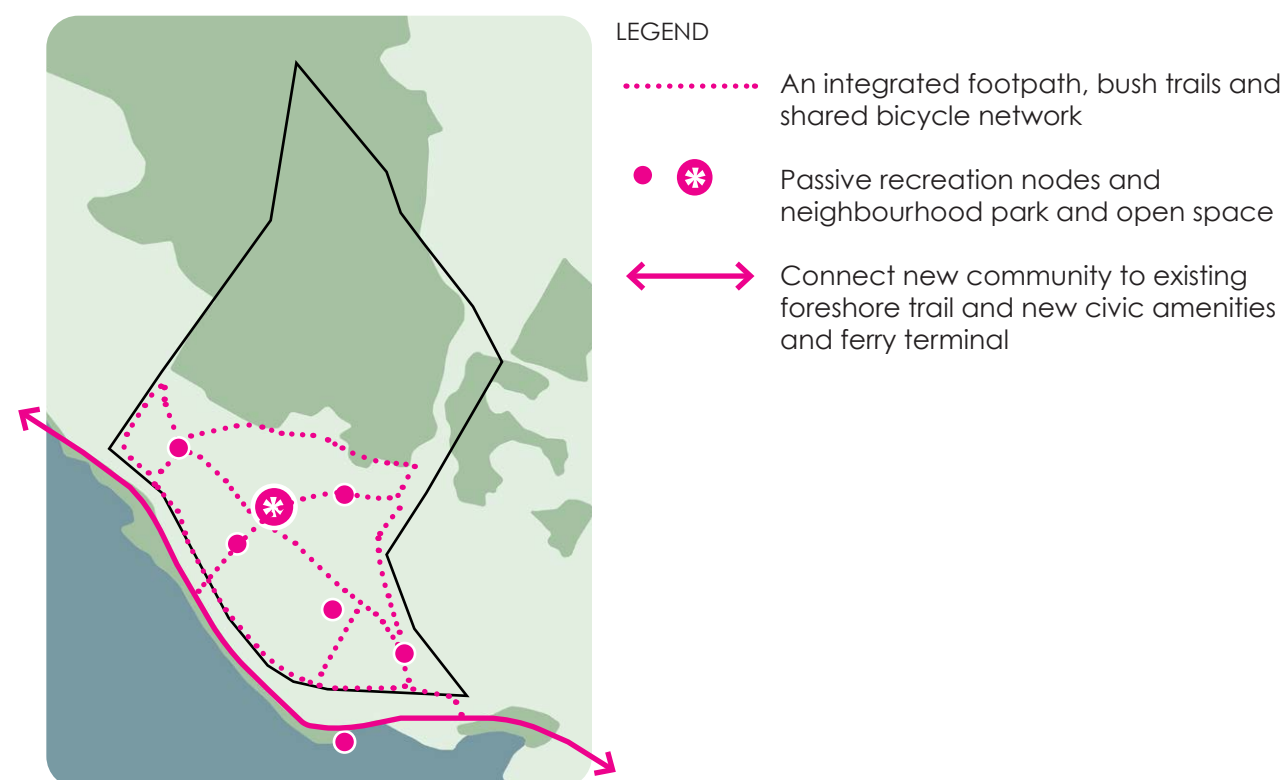 LEGEND
An integrated footpath, bush trails and
shared bicycle network
Passive recreation nodes and
neighbourhood park and open space
Connect new community to existing
foreshore trail and new civic amenities
and ferry terminal